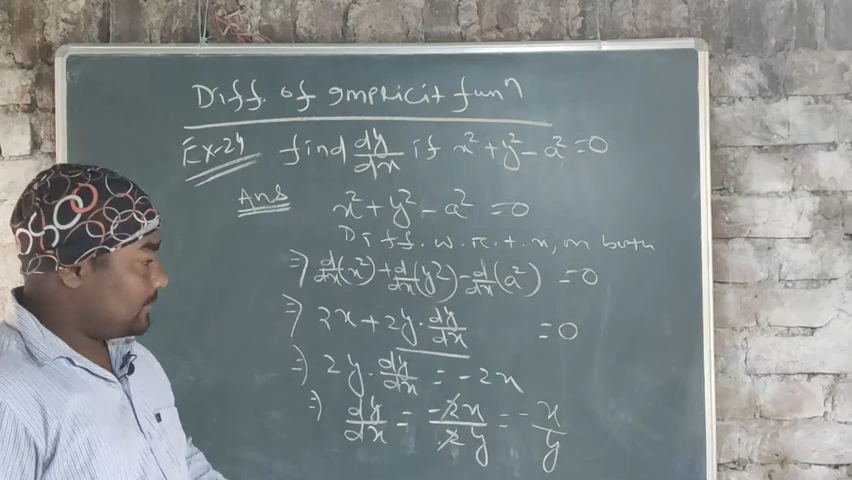 Diff. of Implicit funⁿ
Ex-24 find dy/dx if x² + y² - a² = 0
Ans x² + y² - a² = 0
Diff. w.r.t. x, on both
⇒ d/dx(x²) + d/dx(y²) - d/dx(a²) = 0
⇒ 2x + 2y · dy/dx = 0
⇒ 2y · dy/dx = -2x
⇒ dy/dx = -2x/2y = -x/y